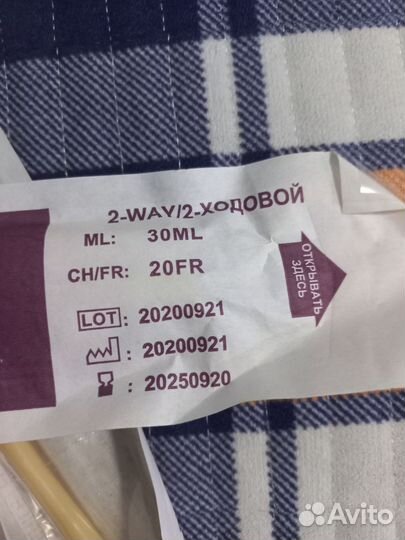 2-WAY/2-ХОДОВОЙ
ML: 30ML
CH/FR: 20FR
LOT: 20200921
: 20200921
: 20250920
ОТКРЫВАТЬ
ЗДЕСЬ
Avito